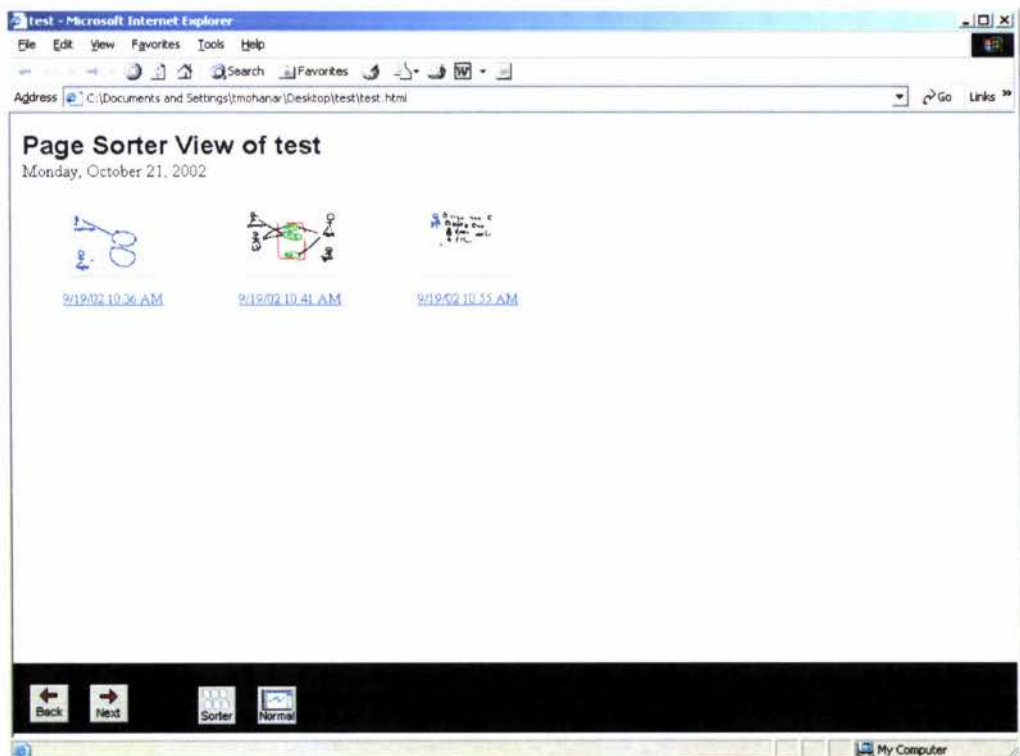 test - Microsoft Internet Explorer
File Edit View Favorites Tools Help
Search Favorites
Address C:\Documents and Settings\tmohanar\Desktop\test\test.html Go Links »
Page Sorter View of test
Monday, October 21, 2002
9/19/02 10:36 AM 9/19/02 10:41 AM 9/19/02 10:55 AM
Back Next Sorter Normal
My Computer